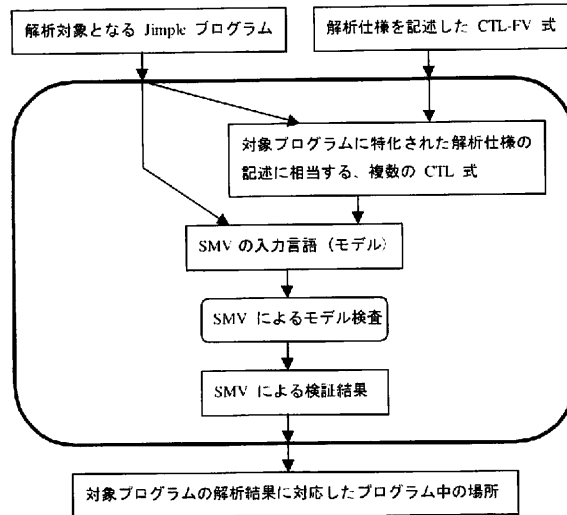 解析対象となる Jimple プログラム
解析仕様を記述した CTL-FV 式
対象プログラムに特化された解析仕様の
記述に相当する、複数の CTL 式
SMV の入力言語（モデル）
SMV によるモデル検査
SMV による検証結果
対象プログラムの解析結果に対応したプログラム中の場所